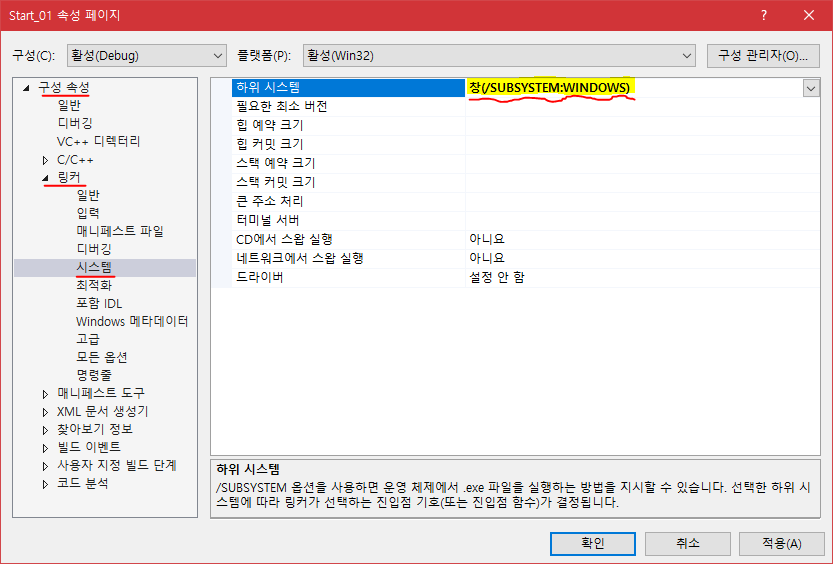 Start_01 속성 페이지
구성(C): 활성(Debug) 플랫폼(P): 활성(Win32) 구성 관리자(O)...
구성 속성
일반
디버깅
VC++ 디렉터리
C/C++
링커
일반
입력
매니페스트 파일
디버깅
시스템
최적화
포함 IDL
Windows 메타데이터
고급
모든 옵션
명령줄
매니페스트 도구
XML 문서 생성기
찾아보기 정보
빌드 이벤트
사용자 지정 빌드 단계
코드 분석
하위 시스템 창(/SUBSYSTEM:WINDOWS)
필요한 최소 버전
힙 예약 크기
힙 커밋 크기
스택 예약 크기
스택 커밋 크기
큰 주소 처리
터미널 서버
CD에서 스왑 실행 아니요
네트워크에서 스왑 실행 아니요
드라이버 설정 안 함
하위 시스템
/SUBSYSTEM 옵션을 사용하면 운영 체제에서 .exe 파일을 실행하는 방법을 지시할 수 있습니다. 선택한 하위 시
스템에 따라 링커가 선택하는 진입점 기호(또는 진입점 함수)가 결정됩니다.
확인 취소 적용(A)